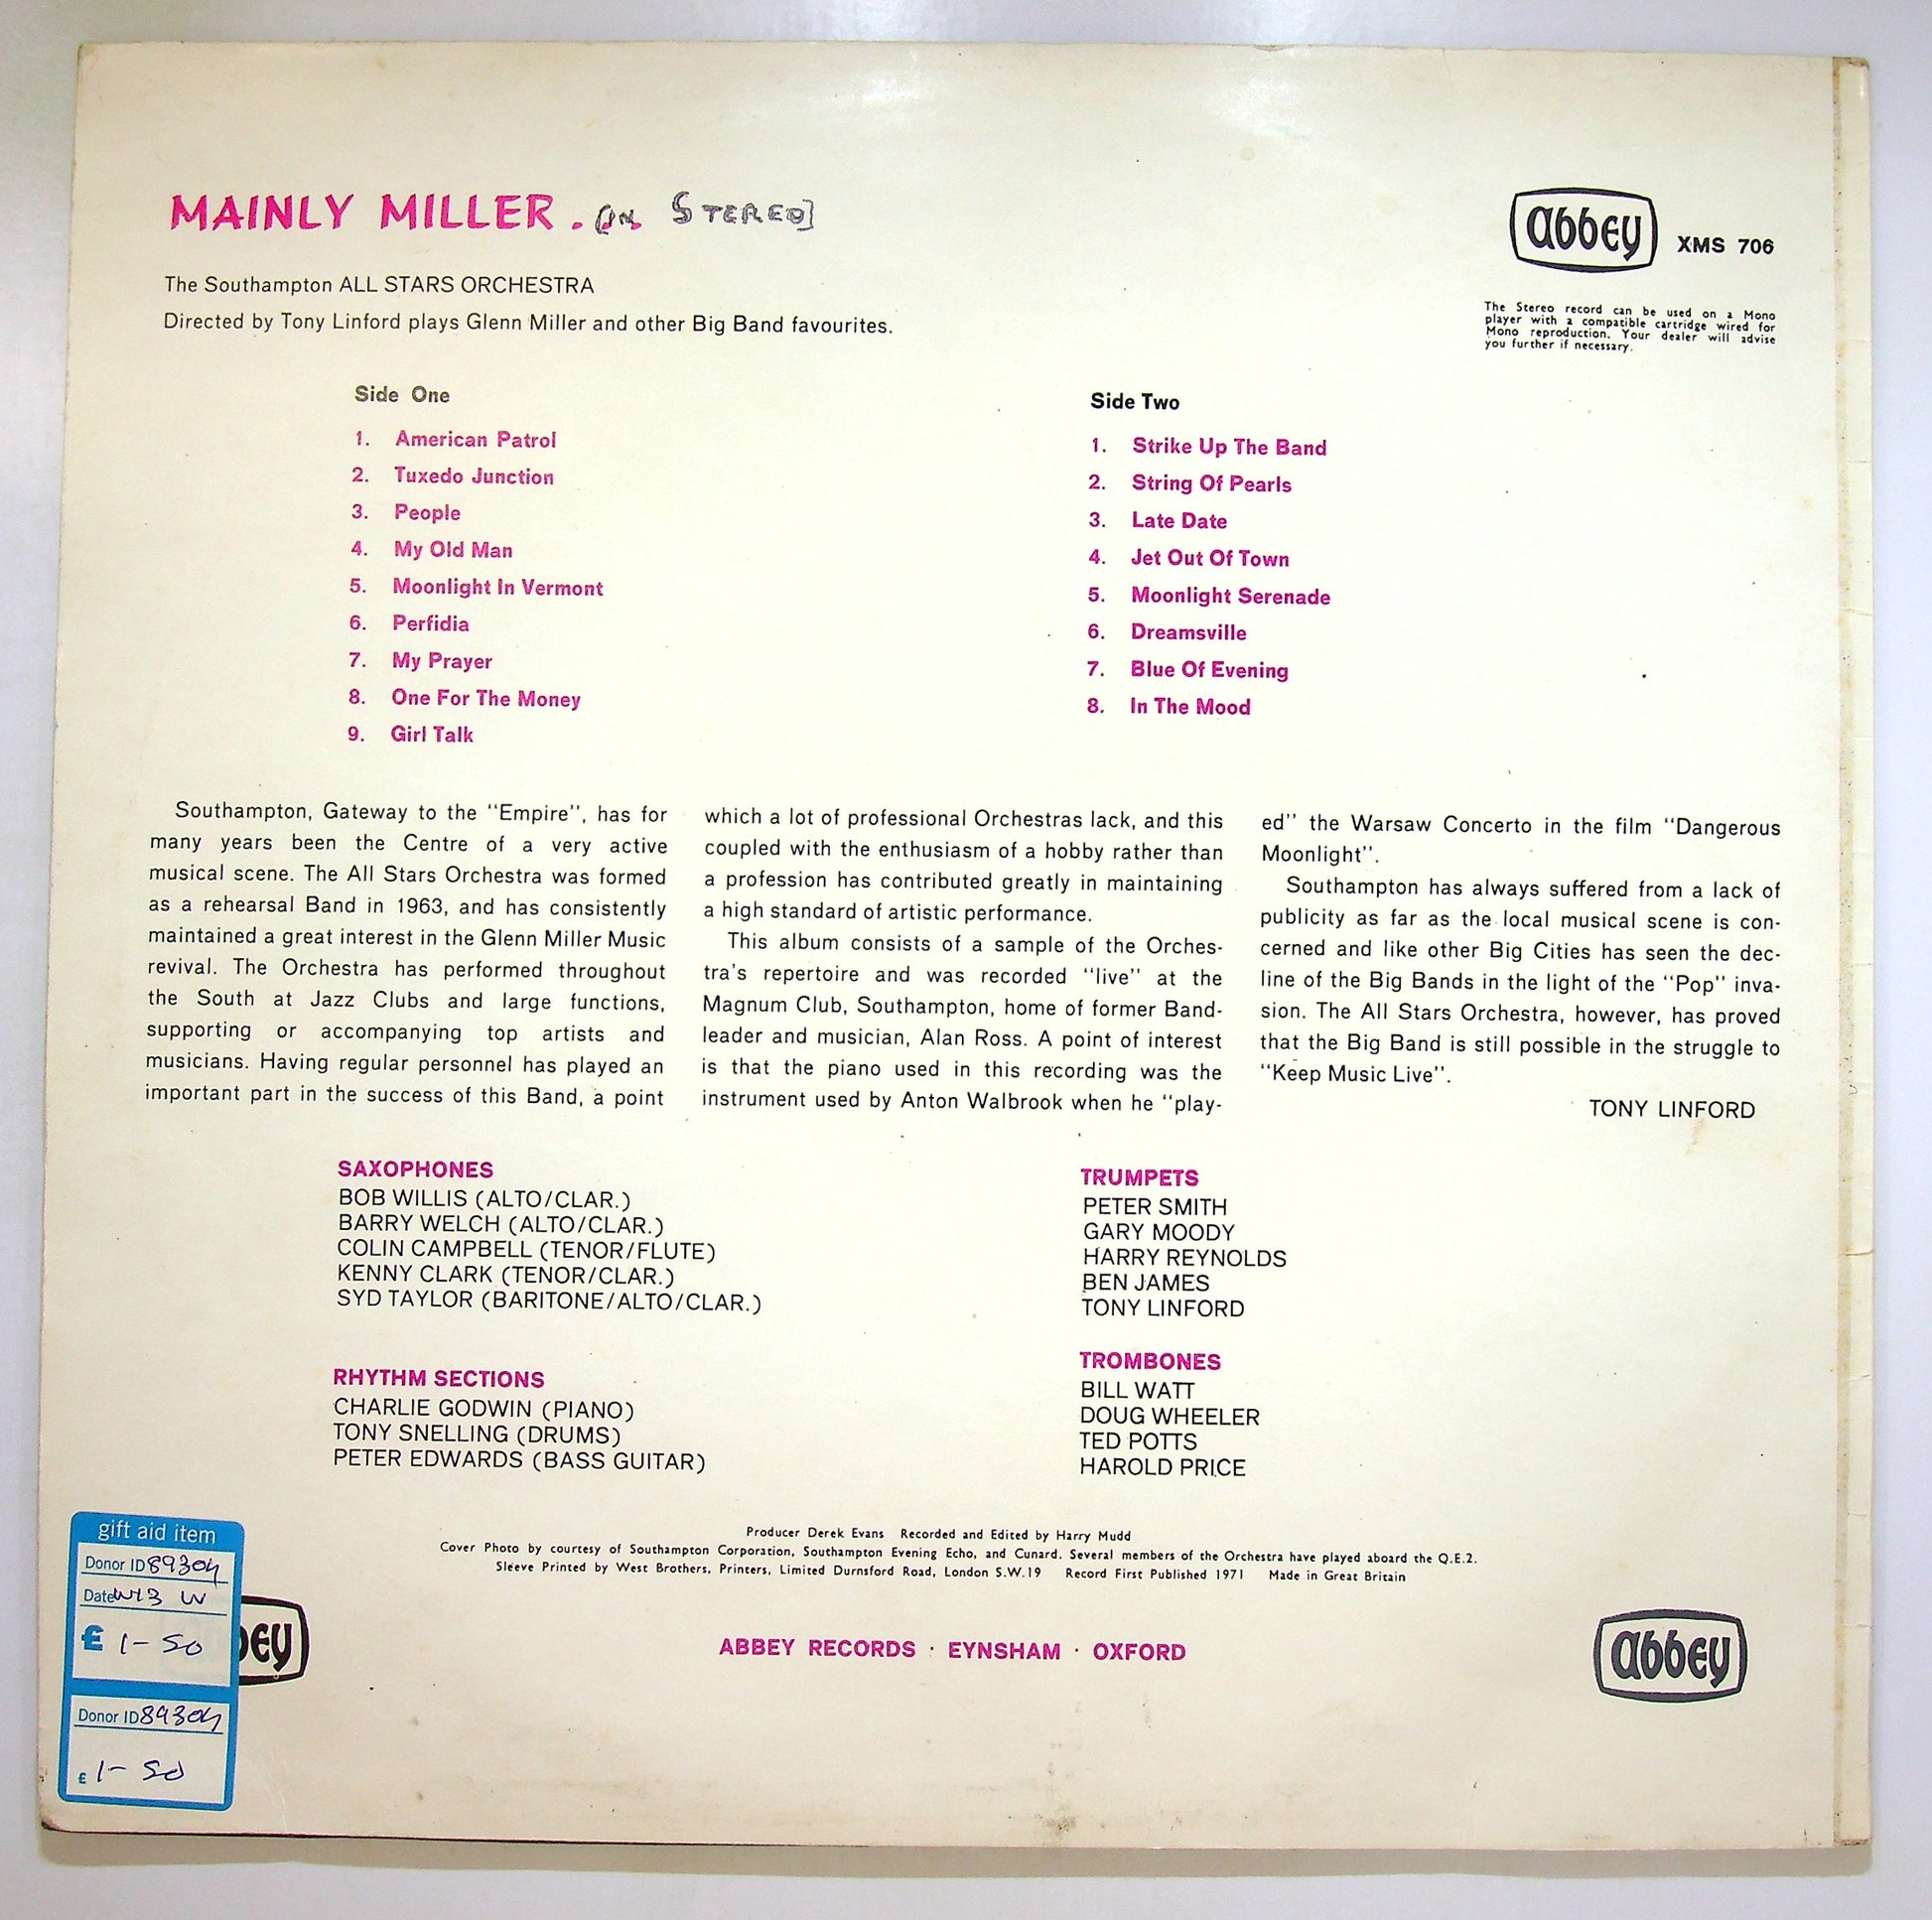 MAINLY MILLER . . . [IN STEREO]
abbey XMS 706
The Southampton ALL STARS ORCHESTRA
Directed by Tony Linford plays Glenn Miller and other Big Band favourites.
The Stereo record can be used on a Mono
player with a compatible cartridge wired for
Mono reproduction. Your dealer will advise
you further if necessary.
Side One
1. American Patrol
2. Tuxedo Junction
3. People
4. My Old Man
5. Moonlight In Vermont
6. Perfidia
7. My Prayer
8. One For The Money
9. Girl Talk
Side Two
1. Strike Up The Band
2. String Of Pearls
3. Late Date
4. Jet Out Of Town
5. Moonlight Serenade
6. Dreamsville
7. Blue Of Evening
8. In The Mood
Southampton, Gateway to the "Empire", has for
many years been the Centre of a very active
musical scene. The All Stars Orchestra was formed
as a rehearsal Band in 1963, and has consistently
maintained a great interest in the Glenn Miller Music
revival. The Orchestra has performed throughout
the South at Jazz Clubs and large functions,
supporting or accompanying top artists and
musicians. Having regular personnel has played an
important part in the success of this Band, a point
which a lot of professional Orchestras lack, and this
coupled with the enthusiasm of a hobby rather than
a profession has contributed greatly in maintaining
a high standard of artistic performance.
This album consists of a sample of the Orches-
tra's repertoire and was recorded "live" at the
Magnum Club, Southampton, home of former Band-
leader and musician, Alan Ross. A point of interest
is that the piano used in this recording was the
instrument used by Anton Walbrook when he "play-
ed" the Warsaw Concerto in the film "Dangerous
Moonlight".
Southampton has always suffered from a lack of
publicity as far as the local musical scene is con-
cerned and like other Big Cities has seen the dec-
line of the Big Bands in the light of the "Pop" inva-
sion. The All Stars Orchestra, however, has proved
that the Big Band is still possible in the struggle to
"Keep Music Live".
TONY LINFORD
SAXOPHONES
BOB WILLIS (ALTO/CLAR.)
BARRY WELCH (ALTO/CLAR.)
COLIN CAMPBELL (TENOR/FLUTE)
KENNY CLARK (TENOR/CLAR.)
SYD TAYLOR (BARITONE/ALTO/CLAR.)
RHYTHM SECTIONS
CHARLIE GODWIN (PIANO)
TONY SNELLING (DRUMS)
PETER EDWARDS (BASS GUITAR)
TRUMPETS
PETER SMITH
GARY MOODY
HARRY REYNOLDS
BEN JAMES
TONY LINFORD
TROMBONES
BILL WATT
DOUG WHEELER
TED POTTS
HAROLD PRICE
Producer Derek Evans Recorded and Edited by Harry Mudd
Cover Photo by courtesy of Southampton Corporation, Southampton Evening Echo, and Cunard. Several members of the Orchestra have played aboard the Q.E.2.
Sleeve Printed by West Brothers, Printers, Limited Durnsford Road, London S.W.19 Record First Published 1971 Made in Great Britain
gift aid item
Donor ID 89304
Date
£ 1-50
Donor ID 89304
£ 1-50
bey
ABBEY RECORDS · EYNSHAM · OXFORD
abbey